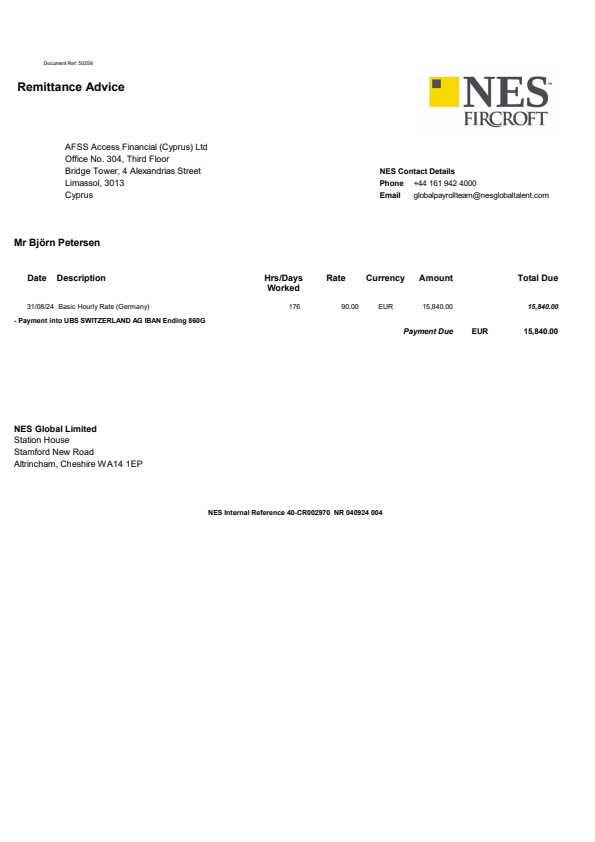 Document Ref: 50358
Remittance Advice
NES™
FIRCROFT
AFSS Access Financial (Cyprus) Ltd
Office No. 304, Third Floor
Bridge Tower, 4 Alexandrias Street
Limassol, 3013
Cyprus
NES Contact Details
Phone +44 161 942 4000
Email globalpayrollteam@nesglobaltalent.com
Mr Björn Petersen
Date Description Hrs/Days Rate Currency Amount Total Due
Worked
31/08/24 Basic Hourly Rate (Germany) 176 90.00 EUR 15,840.00 15,840.00
- Payment into UBS SWITZERLAND AG IBAN Ending 860G
Payment Due EUR 15,840.00
NES Global Limited
Station House
Stamford New Road
Altrincham, Cheshire WA14 1EP
NES Internal Reference 40-CR002970 NR 040924 004